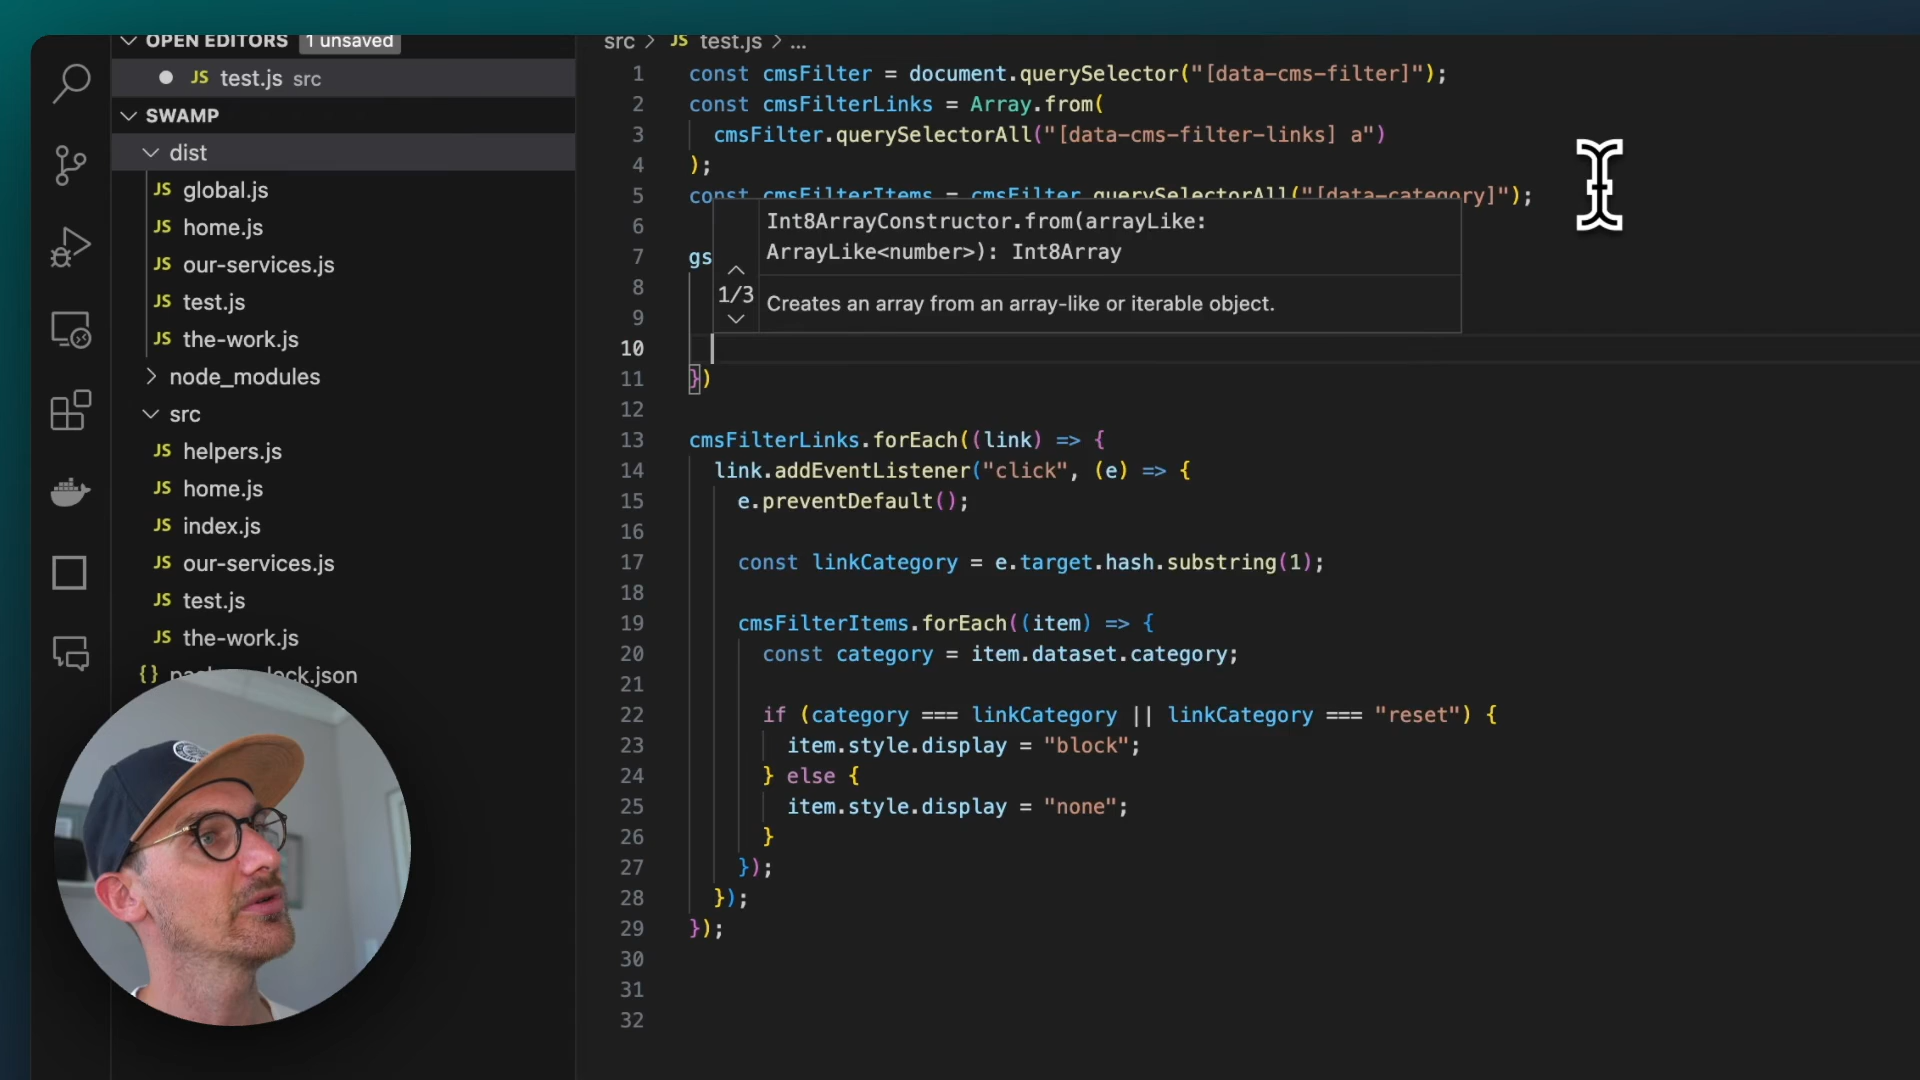 OPEN EDITORS 1 unsaved
JS test.js src
SWAMP
dist
JS global.js
JS home.js
JS our-services.js
JS test.js
JS the-work.js
node_modules
src
JS helpers.js
JS home.js
JS index.js
JS our-services.js
JS test.js
JS the-work.js
{} ck.json
src > JS test.js > ...
1 const cmsFilter = document.querySelector("[data-cms-filter]");
2 const cmsFilterLinks = Array.from(
3 cmsFilter.querySelectorAll("[data-cms-filter-links] a")
4 );
5 const cmsFilterItems = cmsFilter.querySelectorAll("[data-category]");
6
7 gs
8
9
10
11 })
Int8ArrayConstructor.from(arrayLike:
ArrayLike<number>): Int8Array
1/3
Creates an array from an array-like or iterable object.
12
13 cmsFilterLinks.forEach((link) => {
14 link.addEventListener("click", (e) => {
15 e.preventDefault();
16
17 const linkCategory = e.target.hash.substring(1);
18
19 cmsFilterItems.forEach((item) => {
20 const category = item.dataset.category;
21
22 if (category === linkCategory || linkCategory === "reset") {
23 item.style.display = "block";
24 } else {
25 item.style.display = "none";
26 }
27 });
28 });
29 });
30
31
32